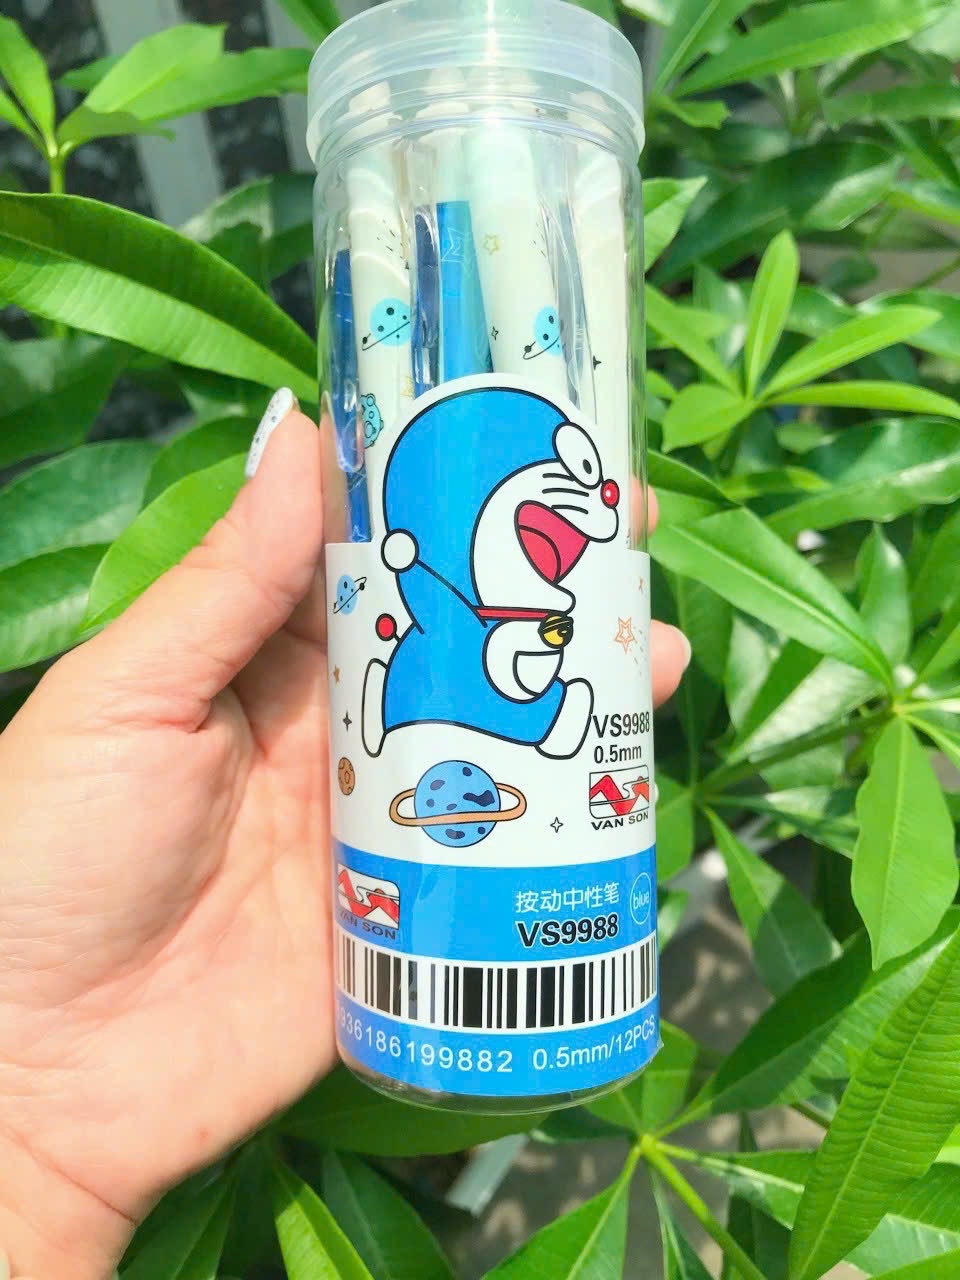 VS9988
0.5mm
VAN SON
VAN SON
按动中性笔
VS9988
blue
936186199882 0.5mm/12PCS